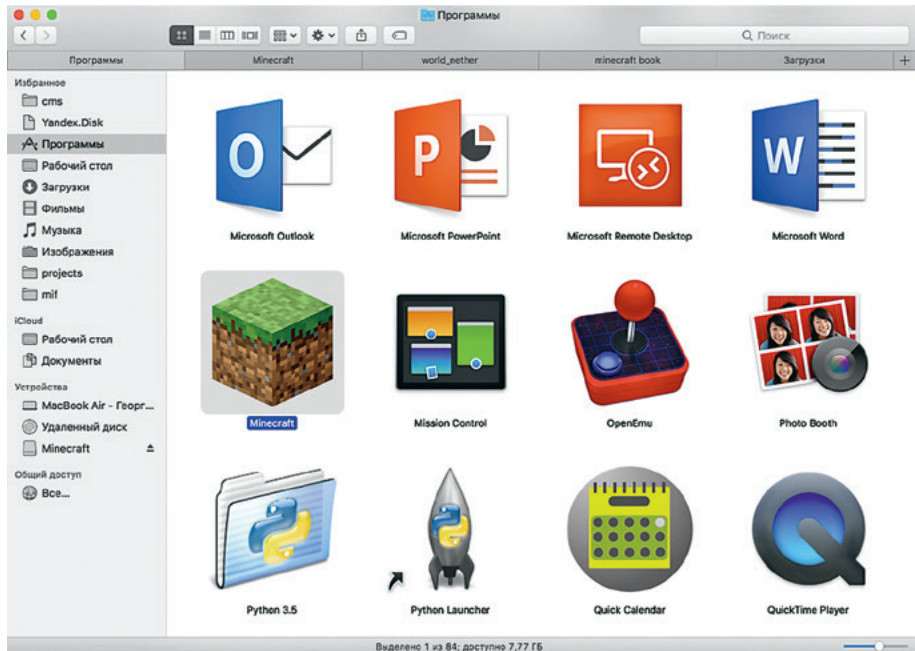 Программы
Поиск
Программы
Minecraft
world_nether
minecraft book
Загрузки
Избранное
cms
Yandex.Disk
Программы
Рабочий стол
Загрузки
Фильмы
Музыка
Изображения
projects
mif
iCloud
Рабочий стол
Документы
Устройства
MacBook Air - Георг...
Удаленный диск
Minecraft
Общий доступ
Все...
O
P
W
Microsoft Outlook
Microsoft PowerPoint
Microsoft Remote Desktop
Microsoft Word
Minecraft
Mission Control
OpenEmu
Photo Booth
Python 3.5
Python Launcher
Quick Calendar
QuickTime Player
Выделено 1 из 84; доступно 7,77 ГБ